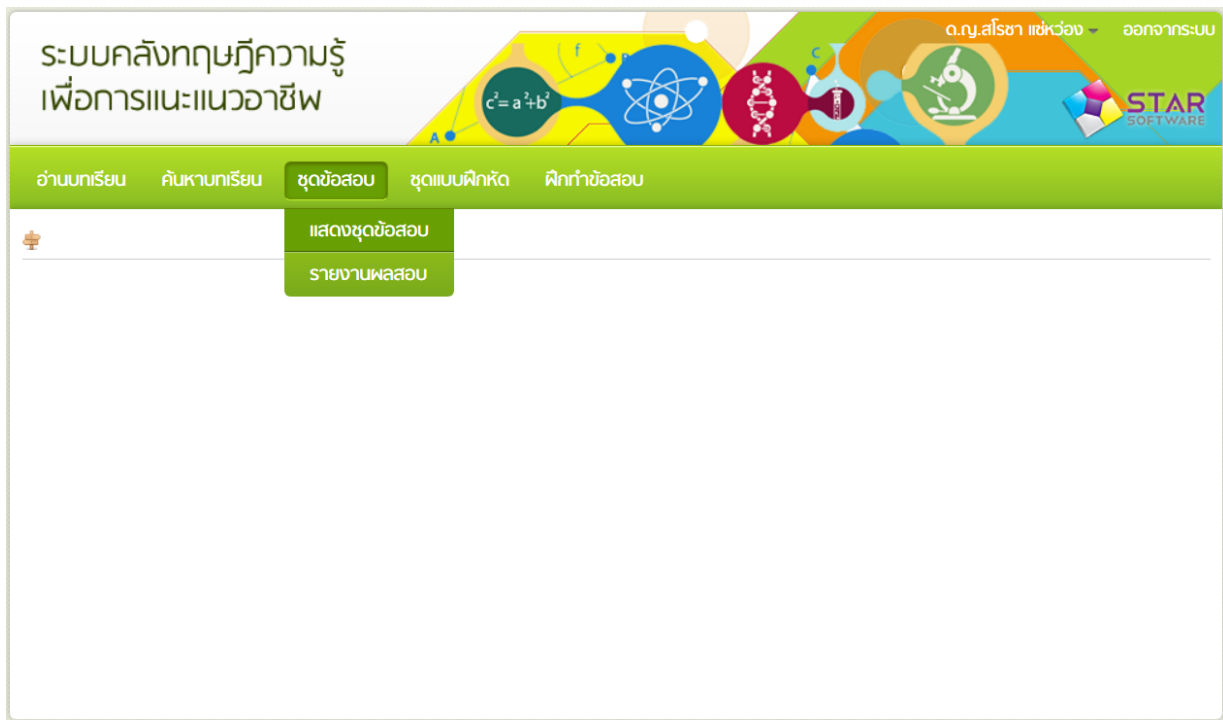 ด.ญ.สโรชา แซ่หว่อง ออกจากระบบ
ระบบคลังทฤษฎีความรู้
เพื่อการแนะแนวอาชีพ
f
C
c²= a²+b²
A
STAR
SOFTWARE
อ่านบทเรียน ค้นหาบทเรียน ชุดข้อสอบ ชุดแบบฝึกหัด ฝึกทำข้อสอบ
แสดงชุดข้อสอบ
รายงานผลสอบ